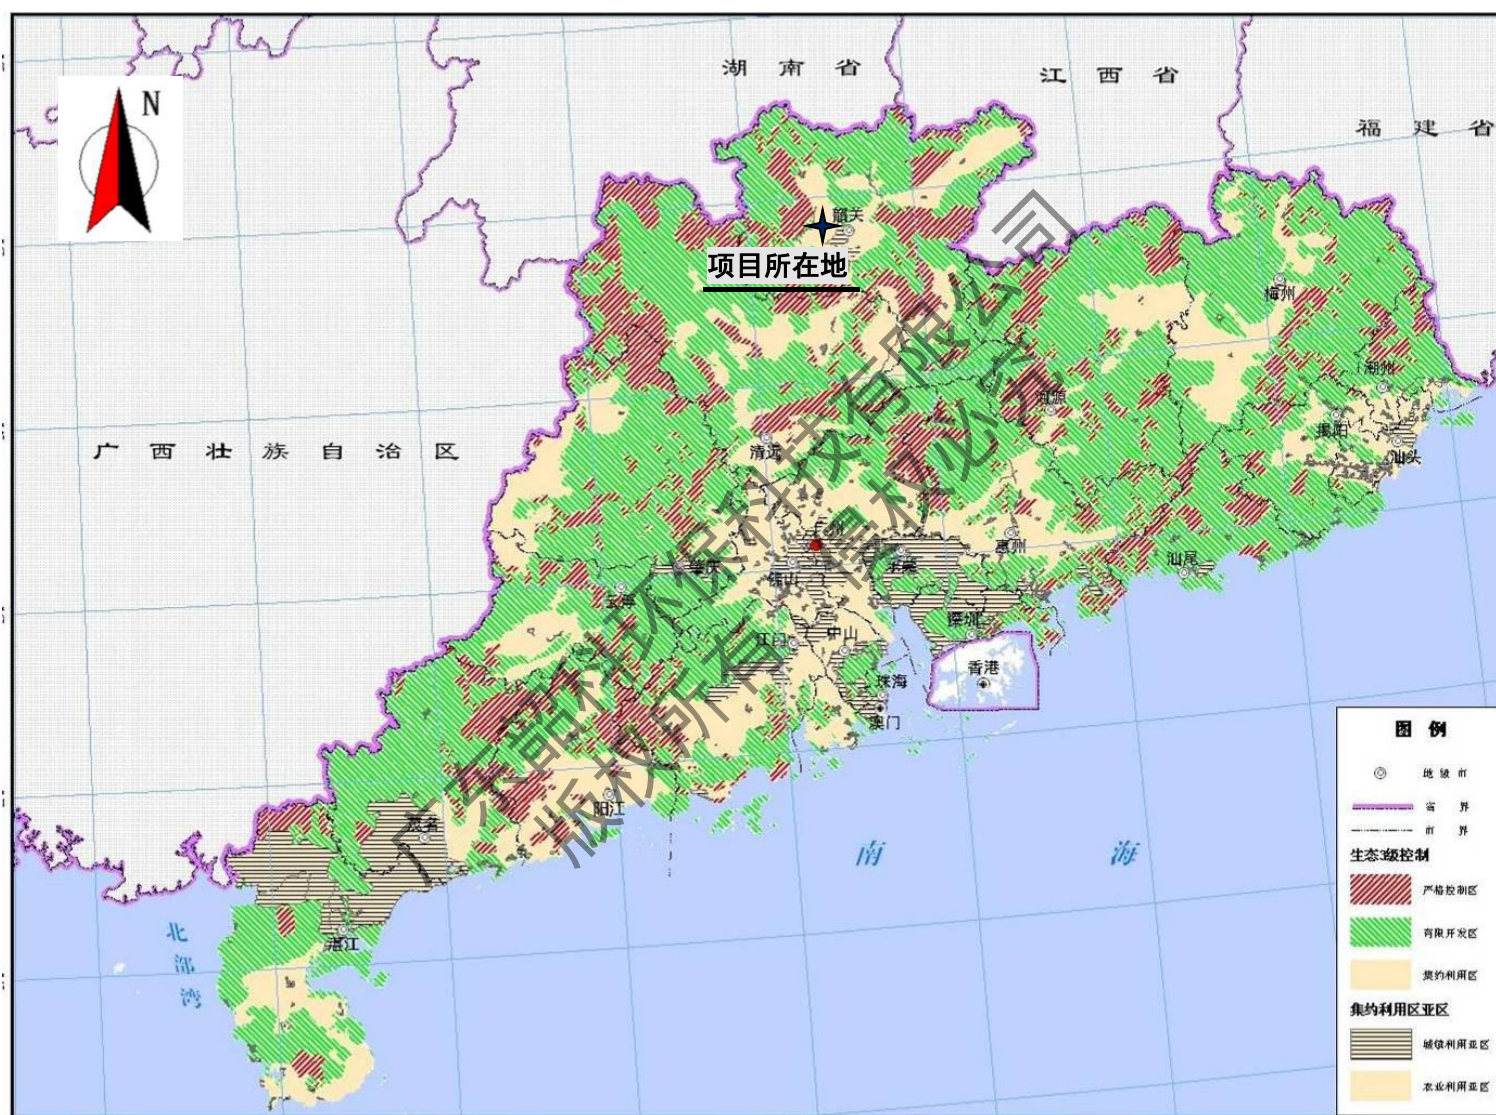 湖南省
江西省
福建省
N
韶关
项目所在地
梅州
潮州
河源
揭阳
汕头
广西壮族自治区
清远
州
惠州
东莞
肇庆
佛山
云浮
汕尾
深圳
江门
中山
香港
珠海
澳门
阳江
茂名
湛江
南海
北部湾
图例
地级市
省界
市界
生态3级控制
严格控制区
有限开发区
集约利用区
集约利用区亚区
城镇利用亚区
农业利用亚区
广东韶科环保科技有限公司
版权所有 侵权必究